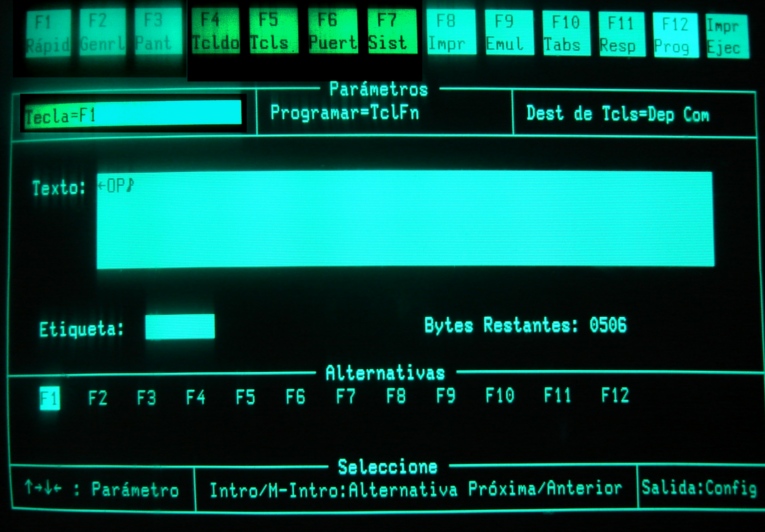 F1 F2 F3 F4 F5 F6 F7 F8 F9 F10 F11 F12 Impr
Rápid Genrl Pant Tcldo Tcls Puert Sist Impr Emul Tabs Resp Prog Ejec
Parámetros
Tecla=F1 Programar=TclFn Dest de Tcls=Dep Com
Texto: ←OP♪
Etiqueta: Bytes Restantes: 0506
Alternativas
F1 F2 F3 F4 F5 F6 F7 F8 F9 F10 F11 F12
Seleccione
↑→↓← : Parámetro Intro/M-Intro:Alternativa Próxima/Anterior Salida:Config